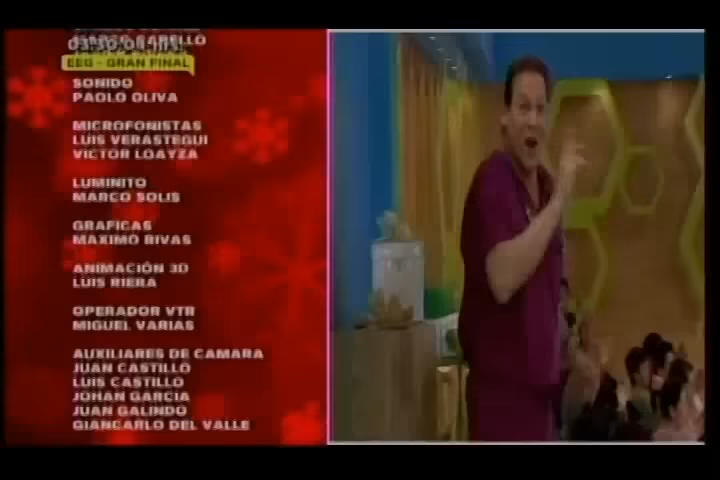 EEG - GRAN FINAL
SONIDO
PAOLO OLIVA
MICROFONISTAS
LUIS VERASTEGUI
VICTOR LOAYZA
LUMINITO
MARCO SOLIS
GRAFICAS
MAXIMO RIVAS
ANIMACIÓN 3D
LUIS RIERA
OPERADOR VTR
MIGUEL VARIAS
AUXILIARES DE CAMARA
JUAN CASTILLO
LUIS CASTILLO
JOHAN GARCIA
JUAN GALINDO
GIANCARLO DEL VALLE